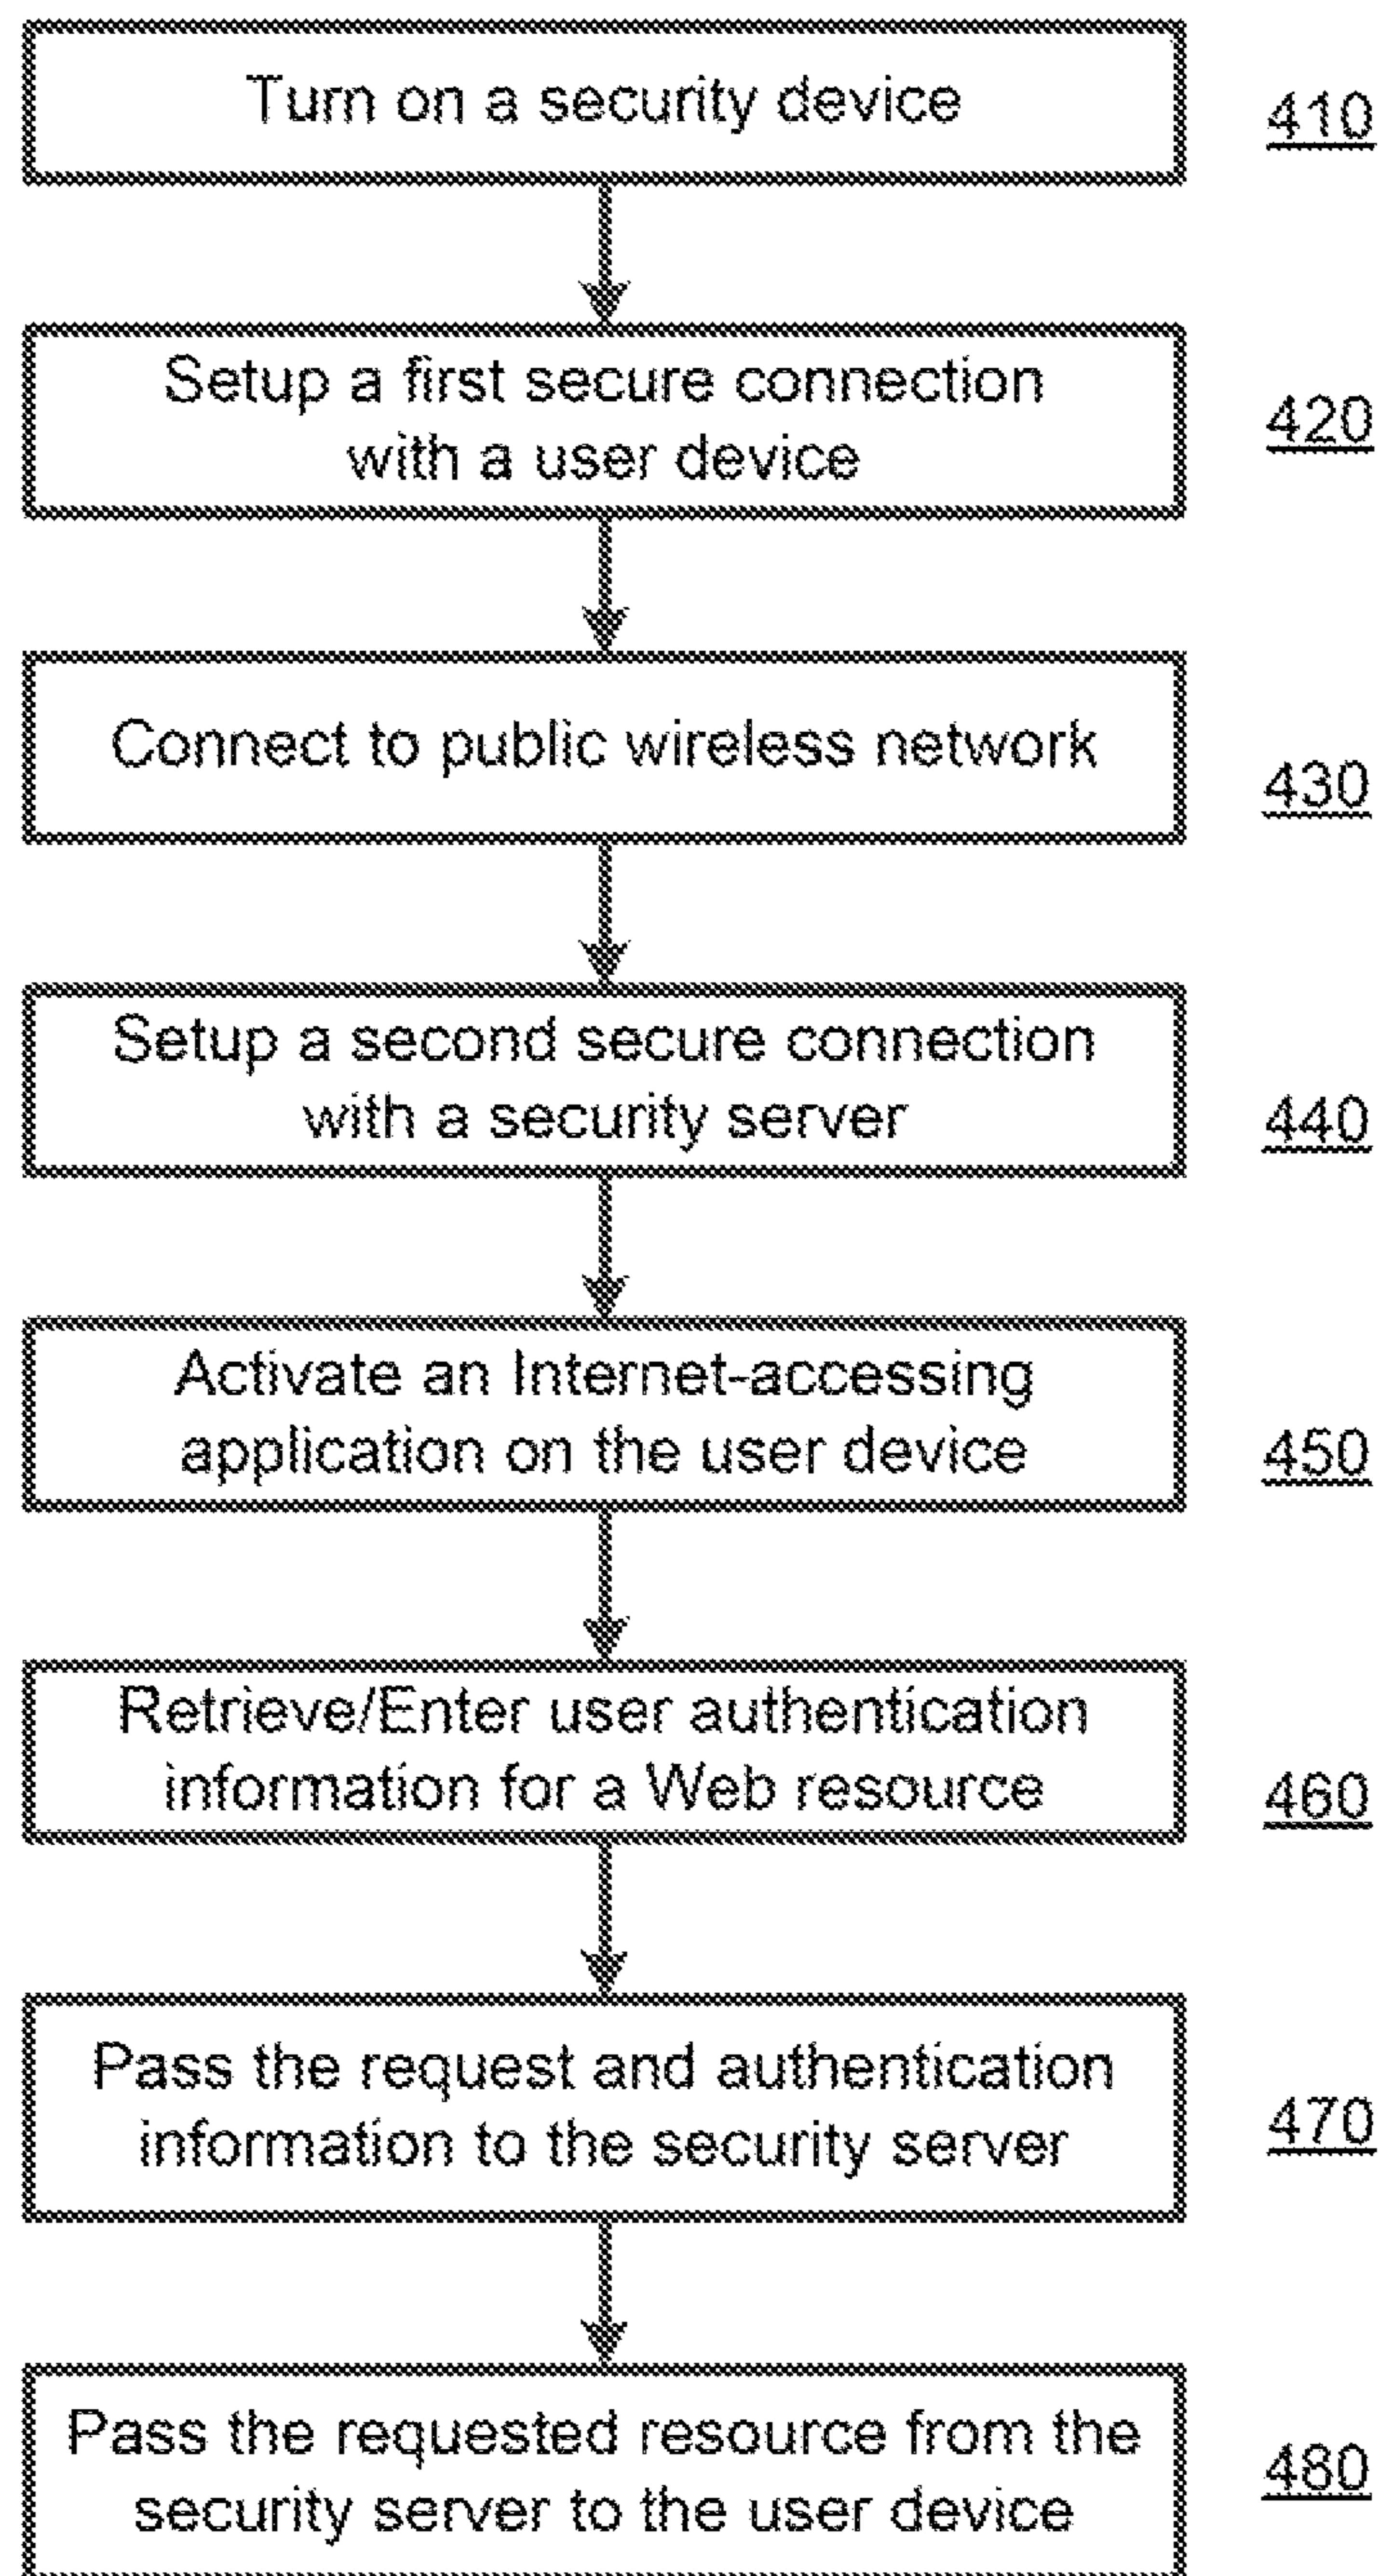 Turn on a security device
410
Setup a first secure connection
with a user device
420
Connect to public wireless network
430
Setup a second secure connection
with a security server
440
Activate an Internet-accessing
application on the user device
450
Retrieve/Enter user authentication
information for a Web resource
460
Pass the request and authentication
information to the security server
470
Pass the requested resource from the
security server to the user device
480